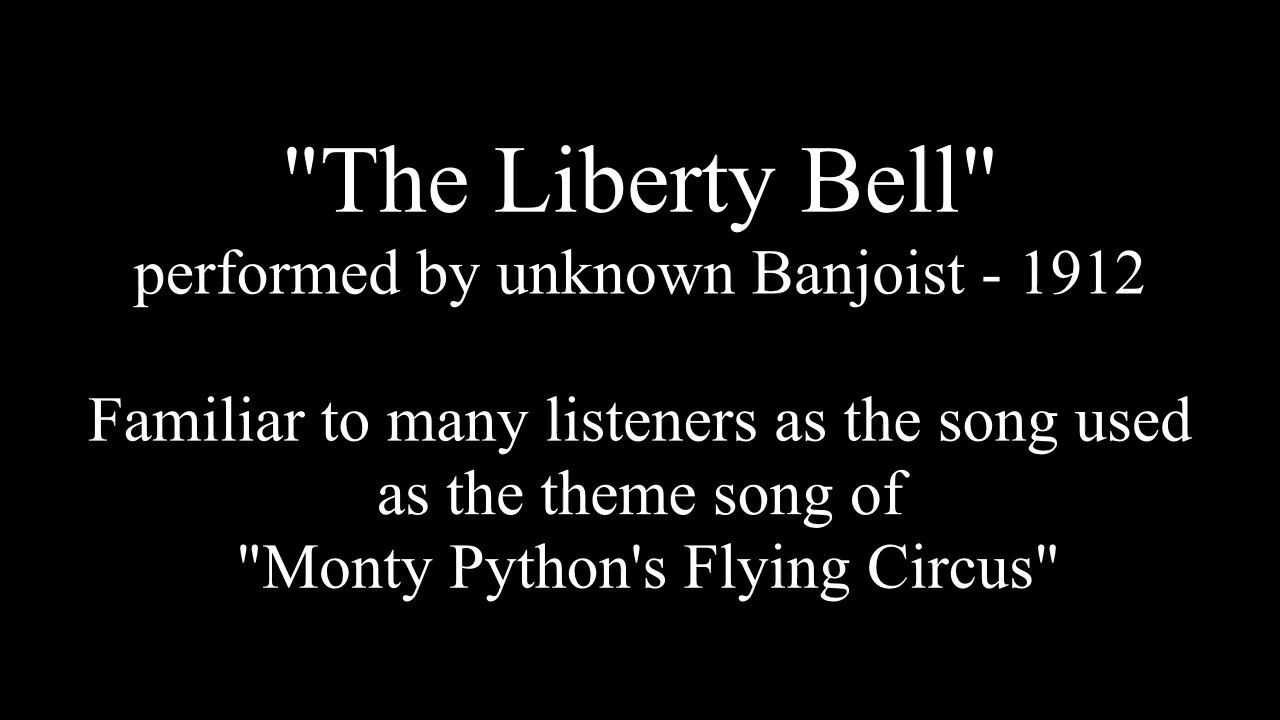 "The Liberty Bell"
performed by unknown Banjoist - 1912
Familiar to many listeners as the song used
as the theme song of
"Monty Python's Flying Circus"